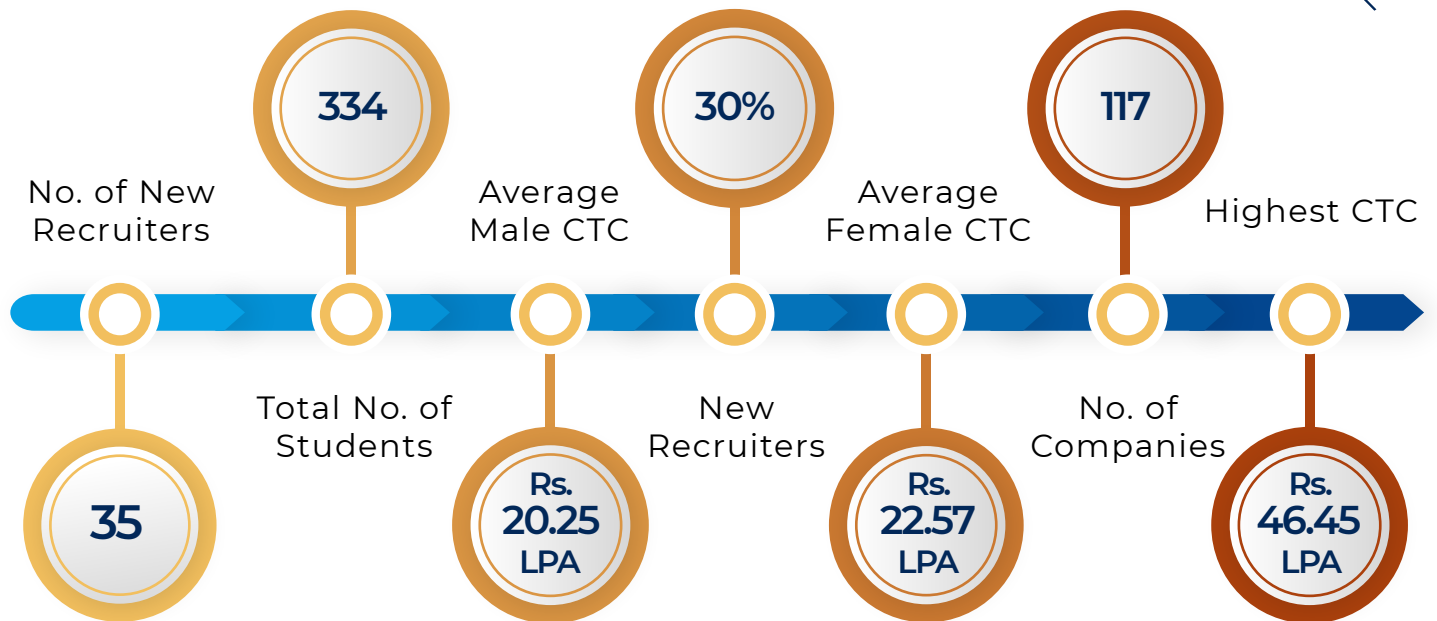 334
30%
117
No. of New
Recruiters
Average
Male CTC
Average
Female CTC
Highest CTC
Total No. of
Students
New
Recruiters
No. of
Companies
35
Rs.
20.25
LPA
Rs.
22.57
LPA
Rs.
46.45
LPA